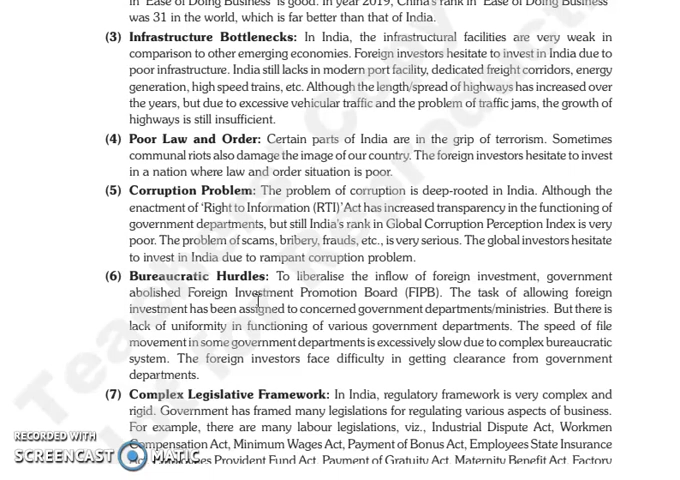 in 'Ease of Doing Business' is good. In year 2019, China's rank in 'Ease of Doing Business'
was 31 in the world, which is far better than that of India.
(3) Infrastructure Bottlenecks: In India, the infrastructural facilities are very weak in
comparison to other emerging economies. Foreign investors hesitate to invest in India due to
poor infrastructure. India still lacks in modern port facility, dedicated freight corridors, energy
generation, high speed trains, etc. Although the length/spread of highways has increased over
the years, but due to excessive vehicular traffic and the problem of traffic jams, the growth of
highways is still insufficient.
(4) Poor Law and Order: Certain parts of India are in the grip of terrorism. Sometimes
communal riots also damage the image of our country. The foreign investors hesitate to invest
in a nation where law and order situation is poor.
(5) Corruption Problem: The problem of corruption is deep-rooted in India. Although the
enactment of 'Right to Information (RTI)' Act has increased transparency in the functioning of
government departments, but still India's rank in Global Corruption Perception Index is very
poor. The problem of scams, bribery, frauds, etc., is very serious. The global investors hesitate
to invest in India due to rampant corruption problem.
(6) Bureaucratic Hurdles: To liberalise the inflow of foreign investment, government
abolished Foreign Investment Promotion Board (FIPB). The task of allowing foreign
investment has been assigned to concerned government departments/ministries. But there is
lack of uniformity in functioning of various government departments. The speed of file
movement in some government departments is excessively slow due to complex bureaucratic
system. The foreign investors face difficulty in getting clearance from government
departments.
(7) Complex Legislative Framework: In India, regulatory framework is very complex and
rigid. Government has framed many legislations for regulating various aspects of business.
For example, there are many labour legislations, viz., Industrial Dispute Act, Workmen
Compensation Act, Minimum Wages Act, Payment of Bonus Act, Employees State Insurance
Provident Fund Act, Payment of Gratuity Act, Maternity Benefit Act, Factory
RECORDED WITH
SCREENCAST MATIC